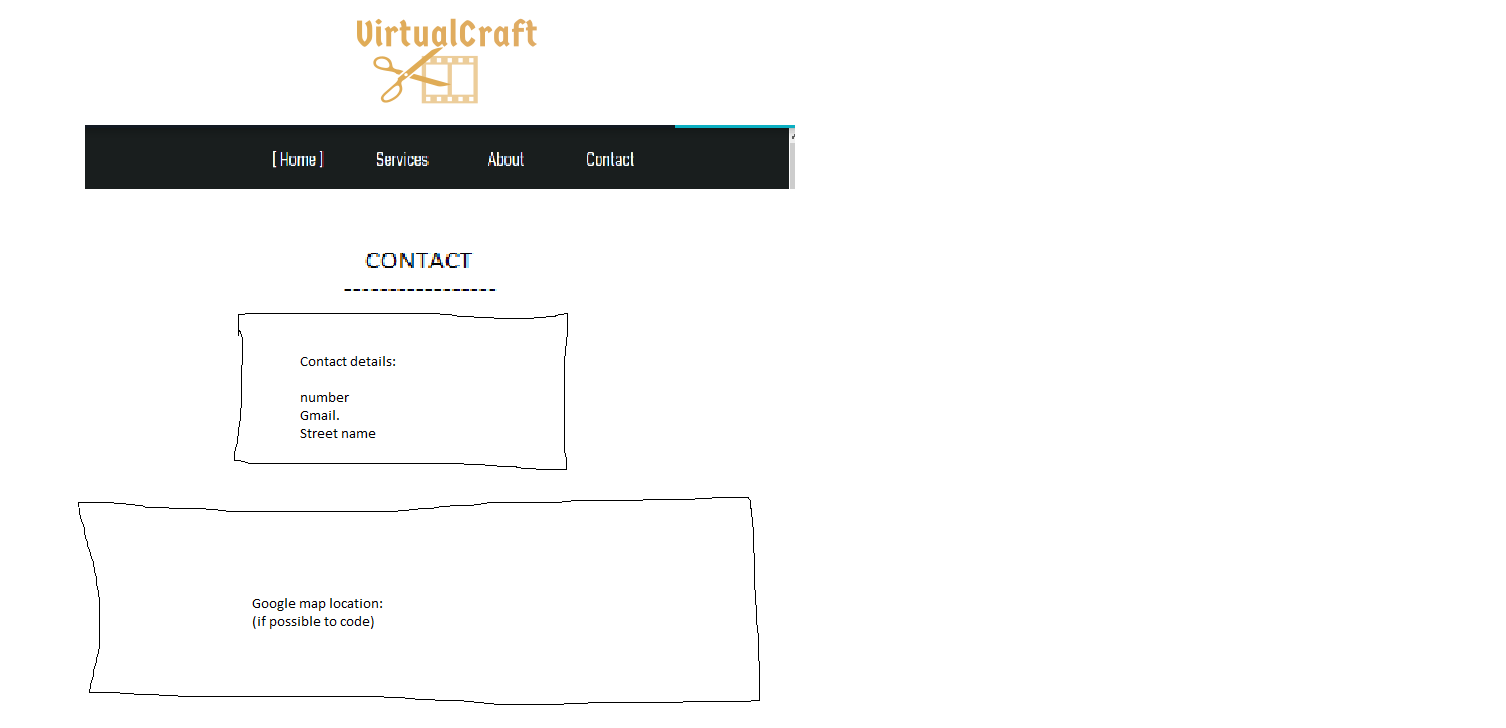 VirtualCraft
[ Home ] Services About Contact
CONTACT
-----------------
Contact details:
number
Gmail.
Street name
Google map location:
(if possible to code)